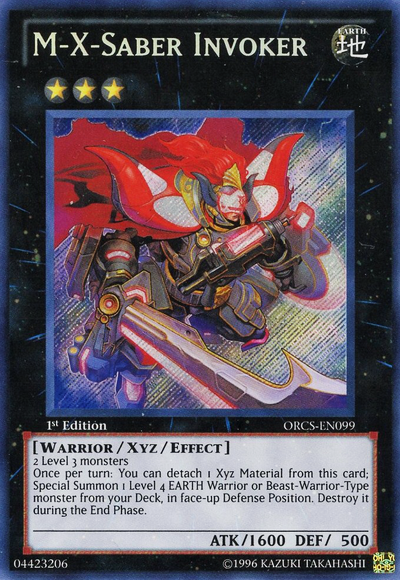 M-X-Saber Invoker
EARTH
地
1st Edition
ORCS-EN099
[Warrior / Xyz / Effect]
2 Level 3 monsters
Once per turn: You can detach 1 Xyz Material from this card;
Special Summon 1 Level 4 EARTH Warrior or Beast-Warrior-Type
monster from your Deck, in face-up Defense Position. Destroy it
during the End Phase.
ATK/1600 DEF/ 500
04423206
©1996 KAZUKI TAKAHASHI